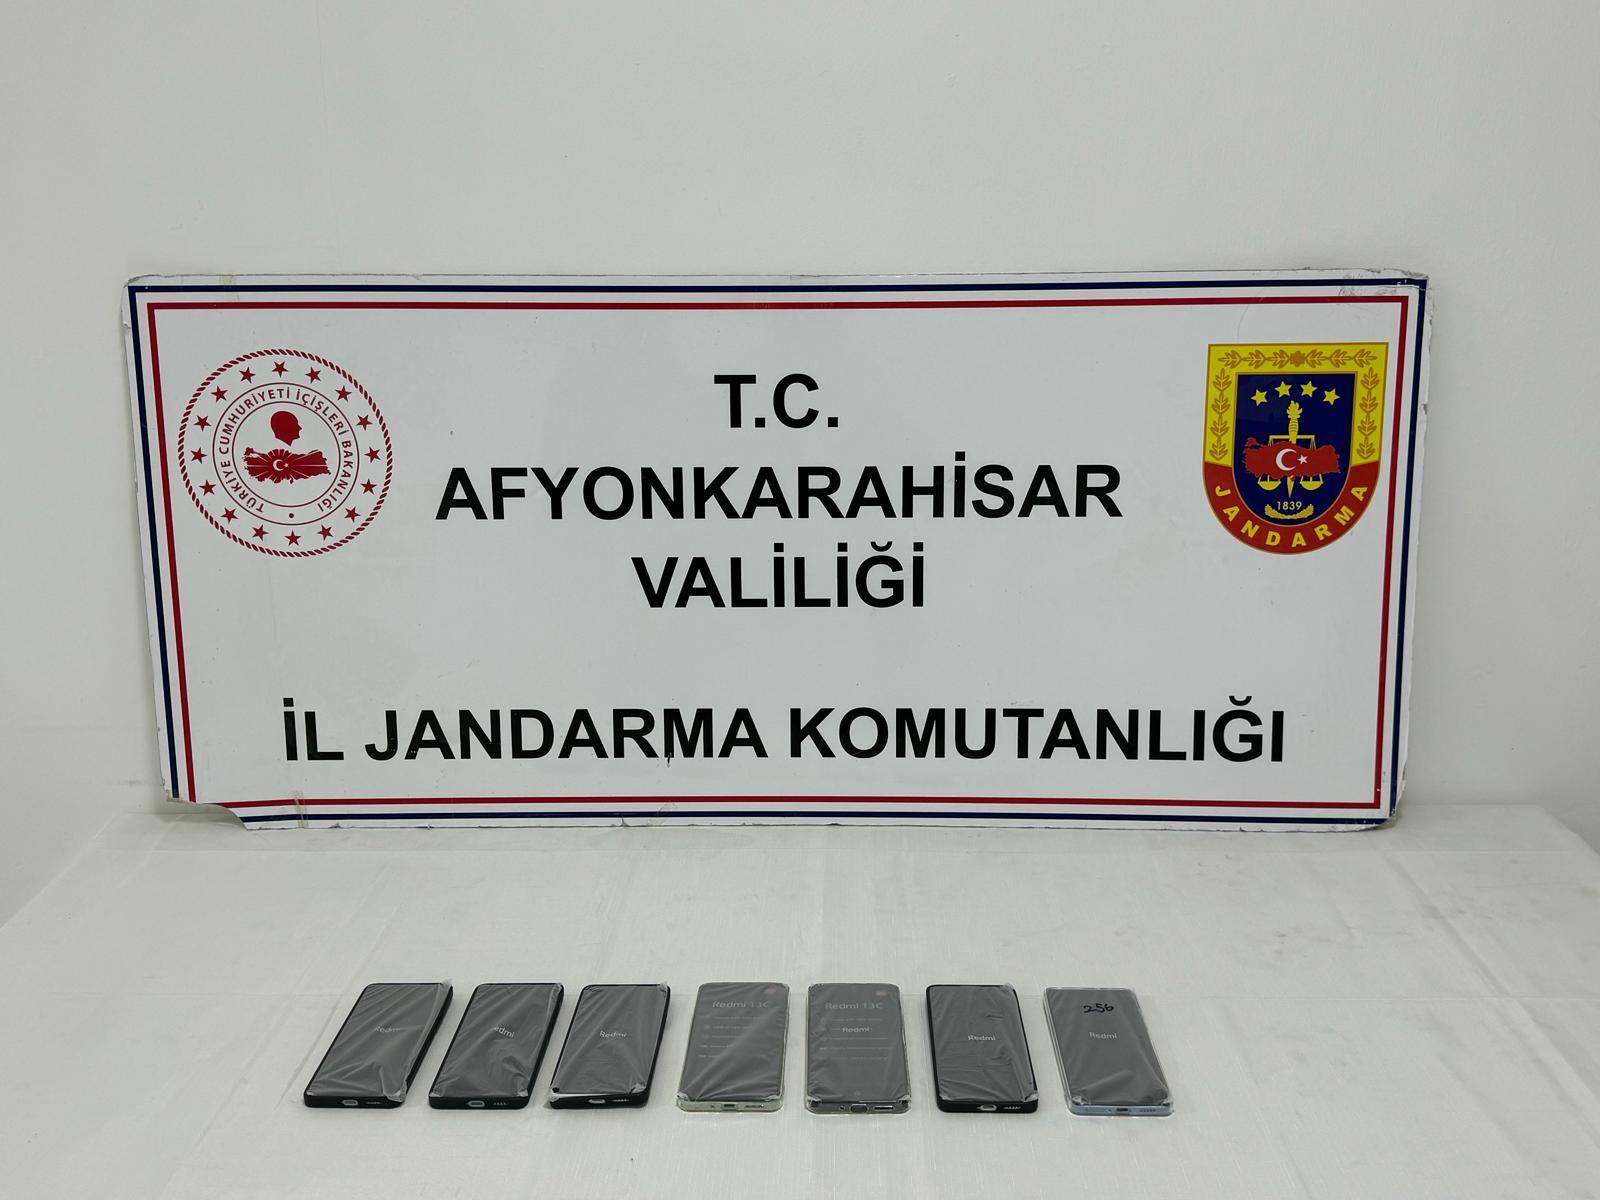 T.C.
AFYONKARAHİSAR
VALİLİĞİ
İL JANDARMA KOMUTANLIĞI
TÜRKİYE CUMHURİYETİ İÇİŞLERİ BAKANLIĞI
1839
JANDARMA
Redmi
Redmi
Redmi
Redmi 13C
Redmi 13C
Redmi
Redmi
256
Redmi